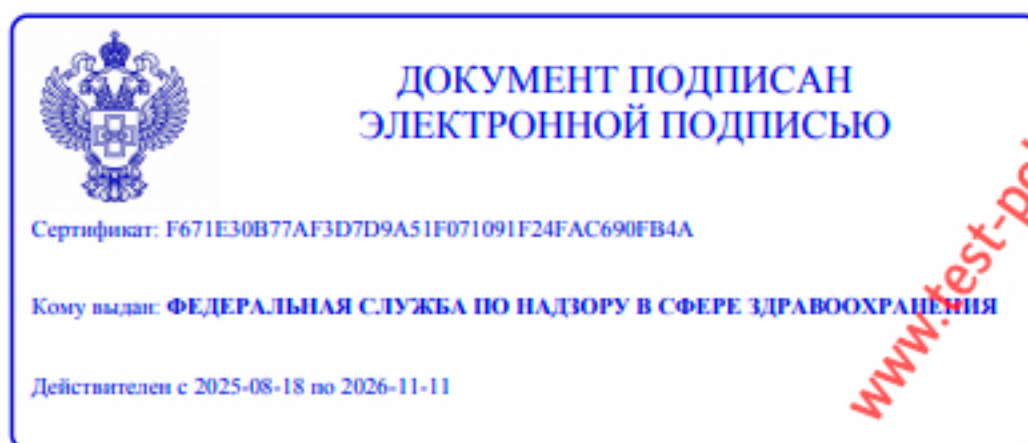 ДОКУМЕНТ ПОДПИСАН
ЭЛЕКТРОННОЙ ПОДПИСЬЮ
Сертификат: F671E30B77AF3D7D9A51F071091F24FAC690FB4A
Кому выдан: ФЕДЕРАЛЬНАЯ СЛУЖБА ПО НАДЗОРУ В СФЕРЕ ЗДРАВООХРАНЕНИЯ
Действителен с 2025-08-18 по 2026-11-11